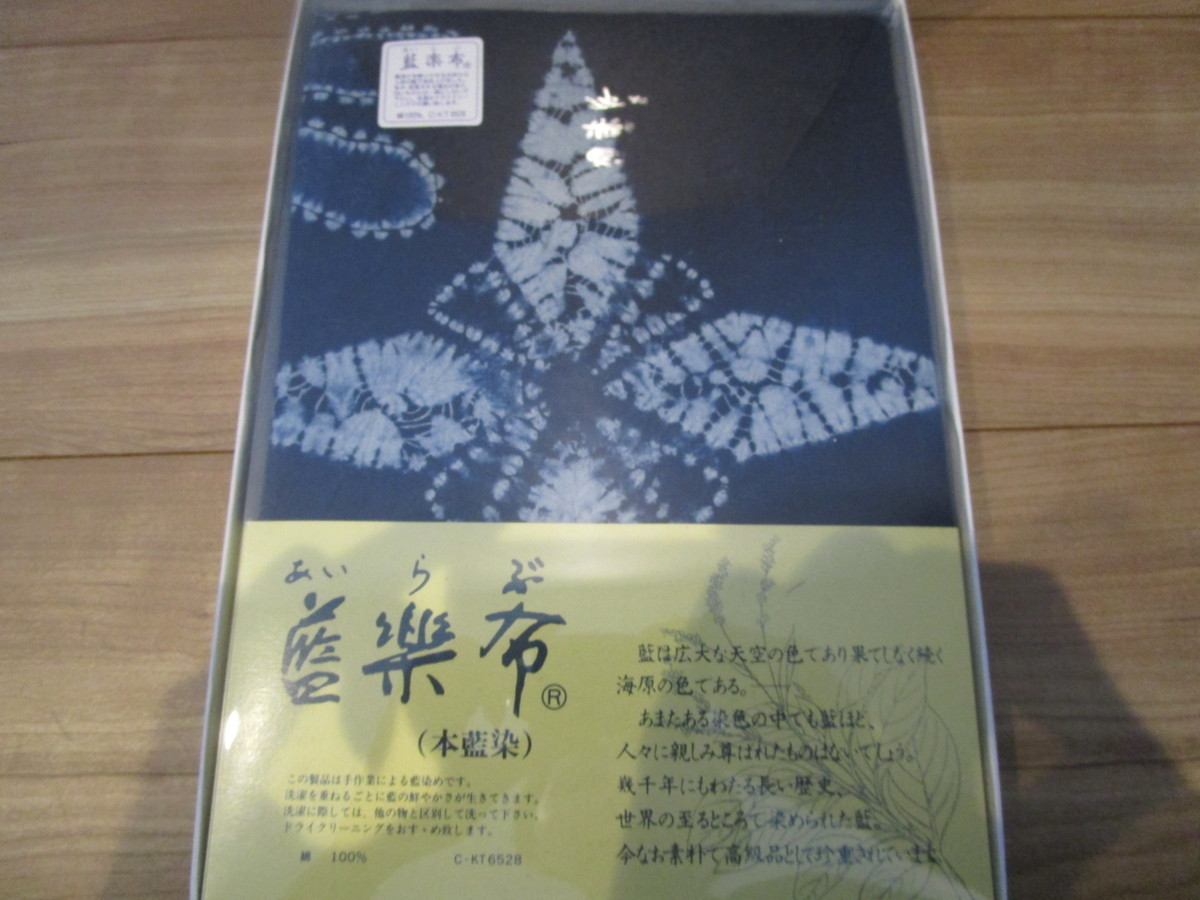 藍楽布®
綿100% C-KT6528
あい ら ぶ
藍樂布®
(本藍染)
この製品は手作業による藍染めです。
洗濯を重ねるごとに藍の鮮やかさが生きてきます。
洗濯に際しては、他の物と区別して洗って下さい。
ドライクリーニングをおすゝめ致します。
綿 100% C-KT6528
藍は広大な天空の色であり果てしなく続く
海原の色である。
あまたある染色の中でも藍ほど、
人々に親しみ尊ばれたものはないでしょう。
幾千年にもわたる長い歴史、
世界の至るところで染められた藍。
今なお素朴で高級品として珍重されています